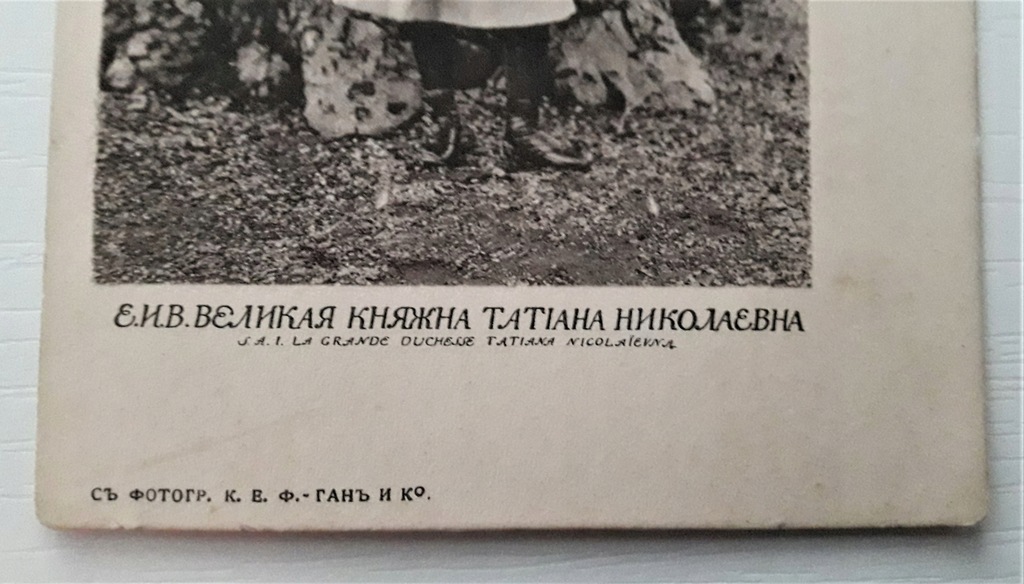 Е.И.В. ВЕЛИКАЯ КНЯЖНА ТАТІАНА НИКОЛАЕВНА
S. A. I. LA GRANDE DUCHESSE TATIANA NICOLAÏEVNA
СЪ ФОТОГР. К. Е. Ф.- ГАНЪ И Кº.